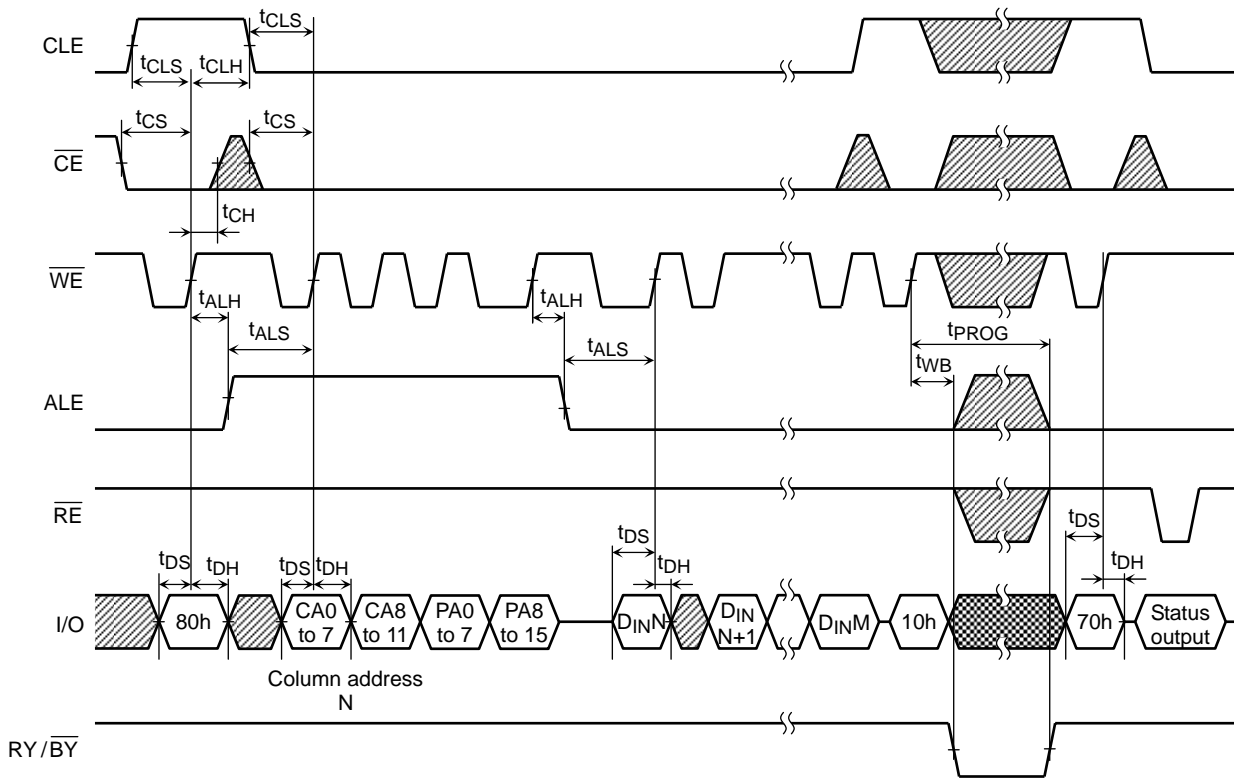 tCLS
CLE
tCLS tCLH
tCS tCS
CE
tCH
WE
tALH tALH
tALS tPROG
tALS
tWB
ALE
RE
tDS tDS
tDS tDH tDS tDH tDH tDH
I/O 80h CA0 to 7 CA8 to 11 PA0 to 7 PA8 to 15 DINN DIN N+1 DINM 10h 70h Status output
Column address
N
RY/BY